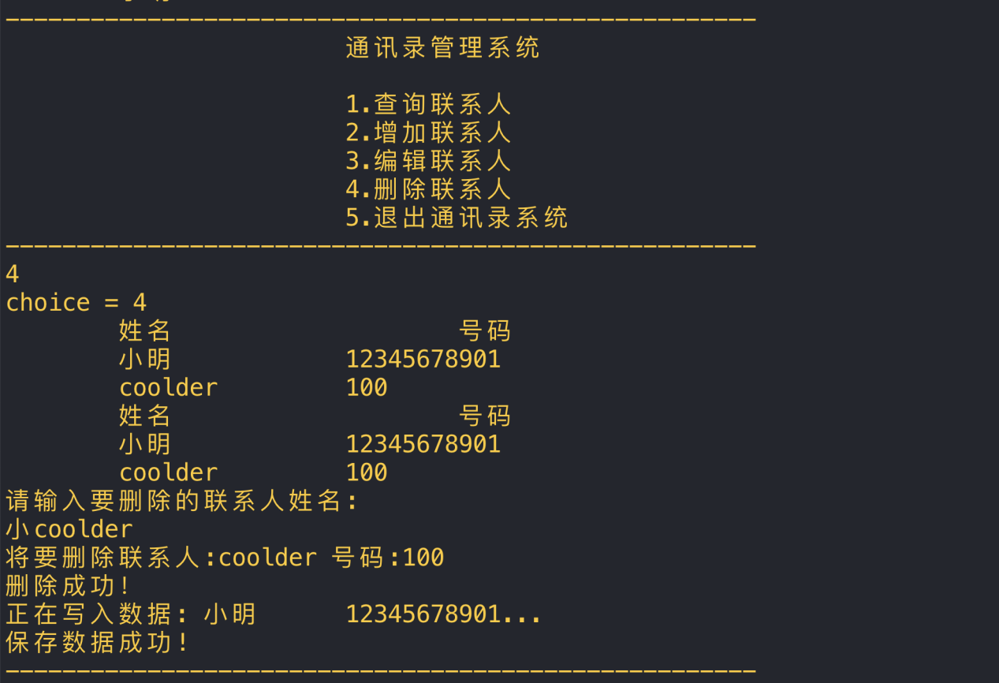 --------------------------------------------------------
通讯录管理系统
1.查询联系人
2.增加联系人
3.编辑联系人
4.删除联系人
5.退出通讯录系统
--------------------------------------------------------
4
choice = 4
姓名 号码
小明 12345678901
coolder 100
姓名 号码
小明 12345678901
coolder 100
请输入要删除的联系人姓名:
小coolder
将要删除联系人:coolder 号码:100
删除成功!
正在写入数据: 小明 12345678901...
保存数据成功!
--------------------------------------------------------